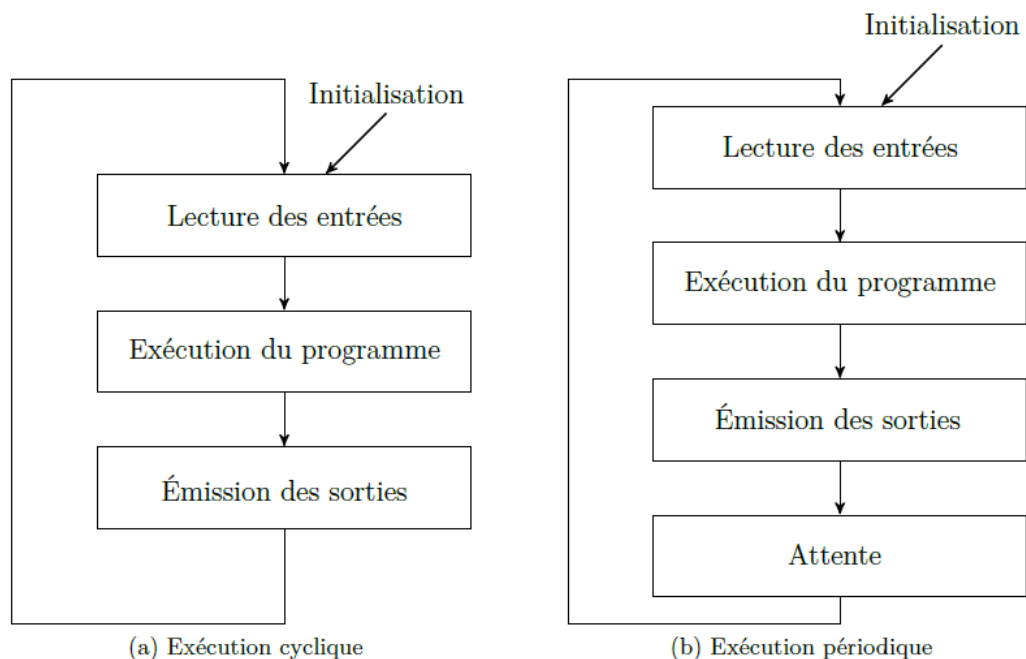 Initialisation
Lecture des entrées
Exécution du programme
Émission des sorties
(a) Exécution cyclique
Initialisation
Lecture des entrées
Exécution du programme
Émission des sorties
Attente
(b) Exécution périodique